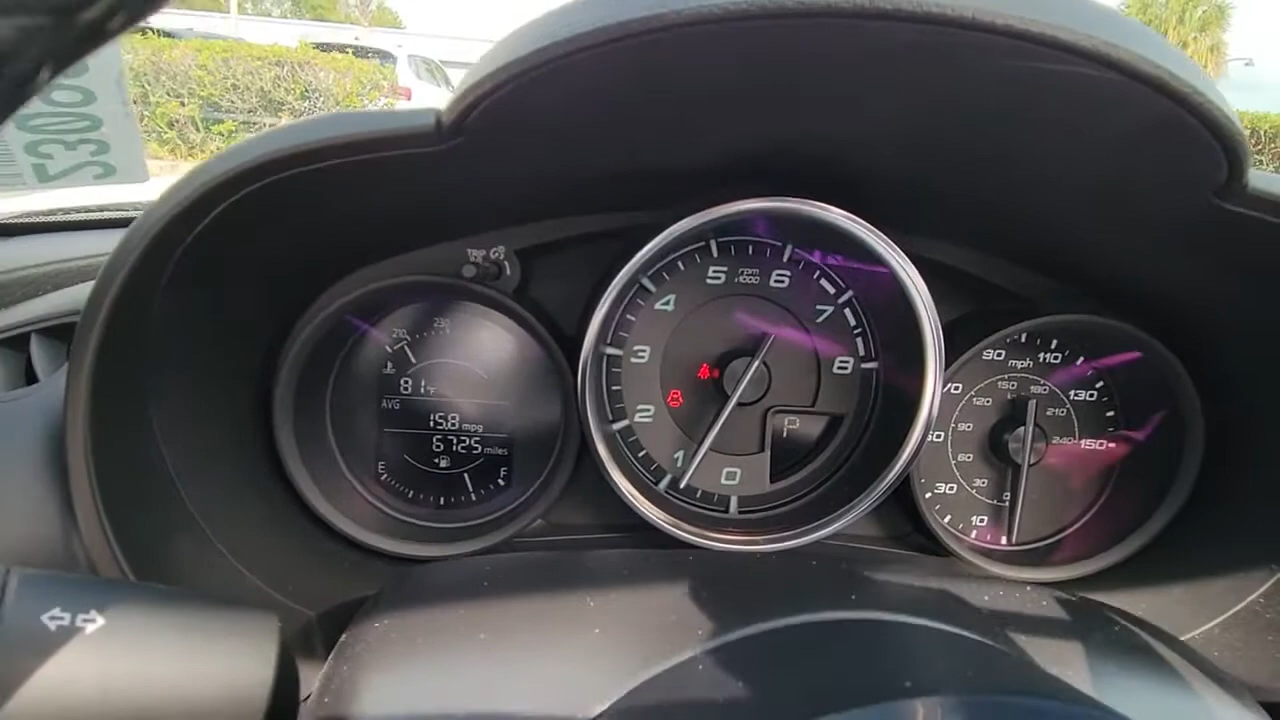 23063
TRIP
210 230
81°F
AVG
15.8 mpg
6725 miles
E F
5 rpm x1000 6
4 7
3 8
2
1 0
P
90 mph 110
70 130
50 150
30
10
150 180
120 210
90 240
60
30
0